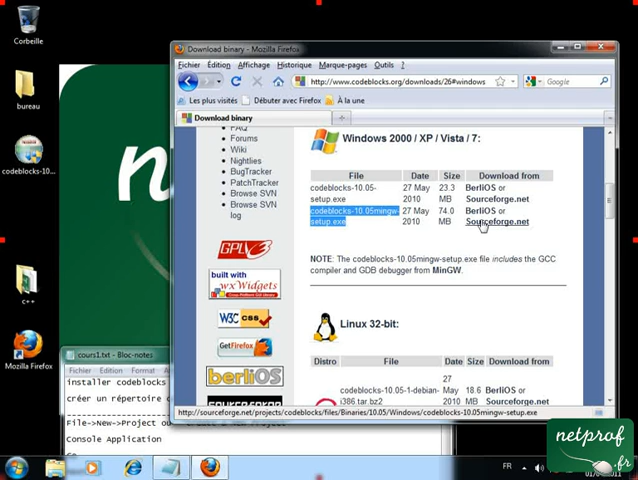 Corbeille
bureau
codeblocks-10...
c++
Mozilla Firefox
n
Download binary - Mozilla Firefox
Fichier Édition Affichage Historique Marque-pages Outils ?
http://www.codeblocks.org/downloads/26#windows
Google
Les plus visités Débuter avec Firefox À la une
Download binary
FAQ
Forums
Wiki
Nightlies
BugTracker
PatchTracker
Browse SVN
Browse SVN
log
GPLv3
built with
wxWidgets
Cross-Platform GUI Library
W3C CSS
GetFirefox
berliOS
SOURCEFORGE
Windows 2000 / XP / Vista / 7:
File Date Size Download from
codeblocks-10.05-
setup.exe
27 May
2010
23.3
MB
BerliOS or
Sourceforge.net
codeblocks-10.05mingw-
setup.exe
27 May
2010
74.0
MB
BerliOS or
Sourceforge.net
NOTE: The codeblocks-10.05mingw-setup.exe file includes the GCC
compiler and GDB debugger from MinGW.
Linux 32-bit:
Distro File Date Size Download from
codeblocks-10.05-1-debian-
i386.tar.bz2
27
May
2010
18.6
MB
BerliOS or
Sourceforge.net
http://sourceforge.net/projects/codeblocks/files/Binaries/10.05/Windows/codeblocks-10.05mingw-setup.exe
cours1.txt - Bloc-notes
Fichier Edition Format
installer codeblocks
créer un répertoire c
File->New->Project ou
Console Application
FR
netprof
.fr